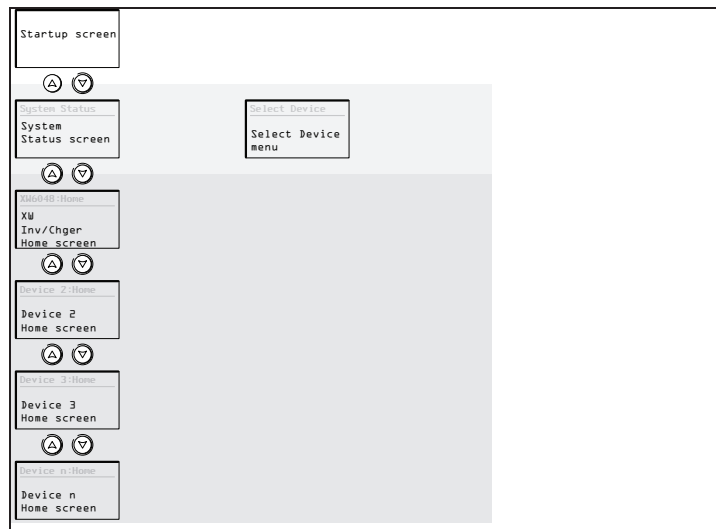 Startup screen
System Status
System
Status screen
Select Device
Select Device
menu
XW6048:Home
XW
Inv/Chger
Home screen
Device 2:Home
Device 2
Home screen
Device 3:Home
Device 3
Home screen
Device n:Home
Device n
Home screen